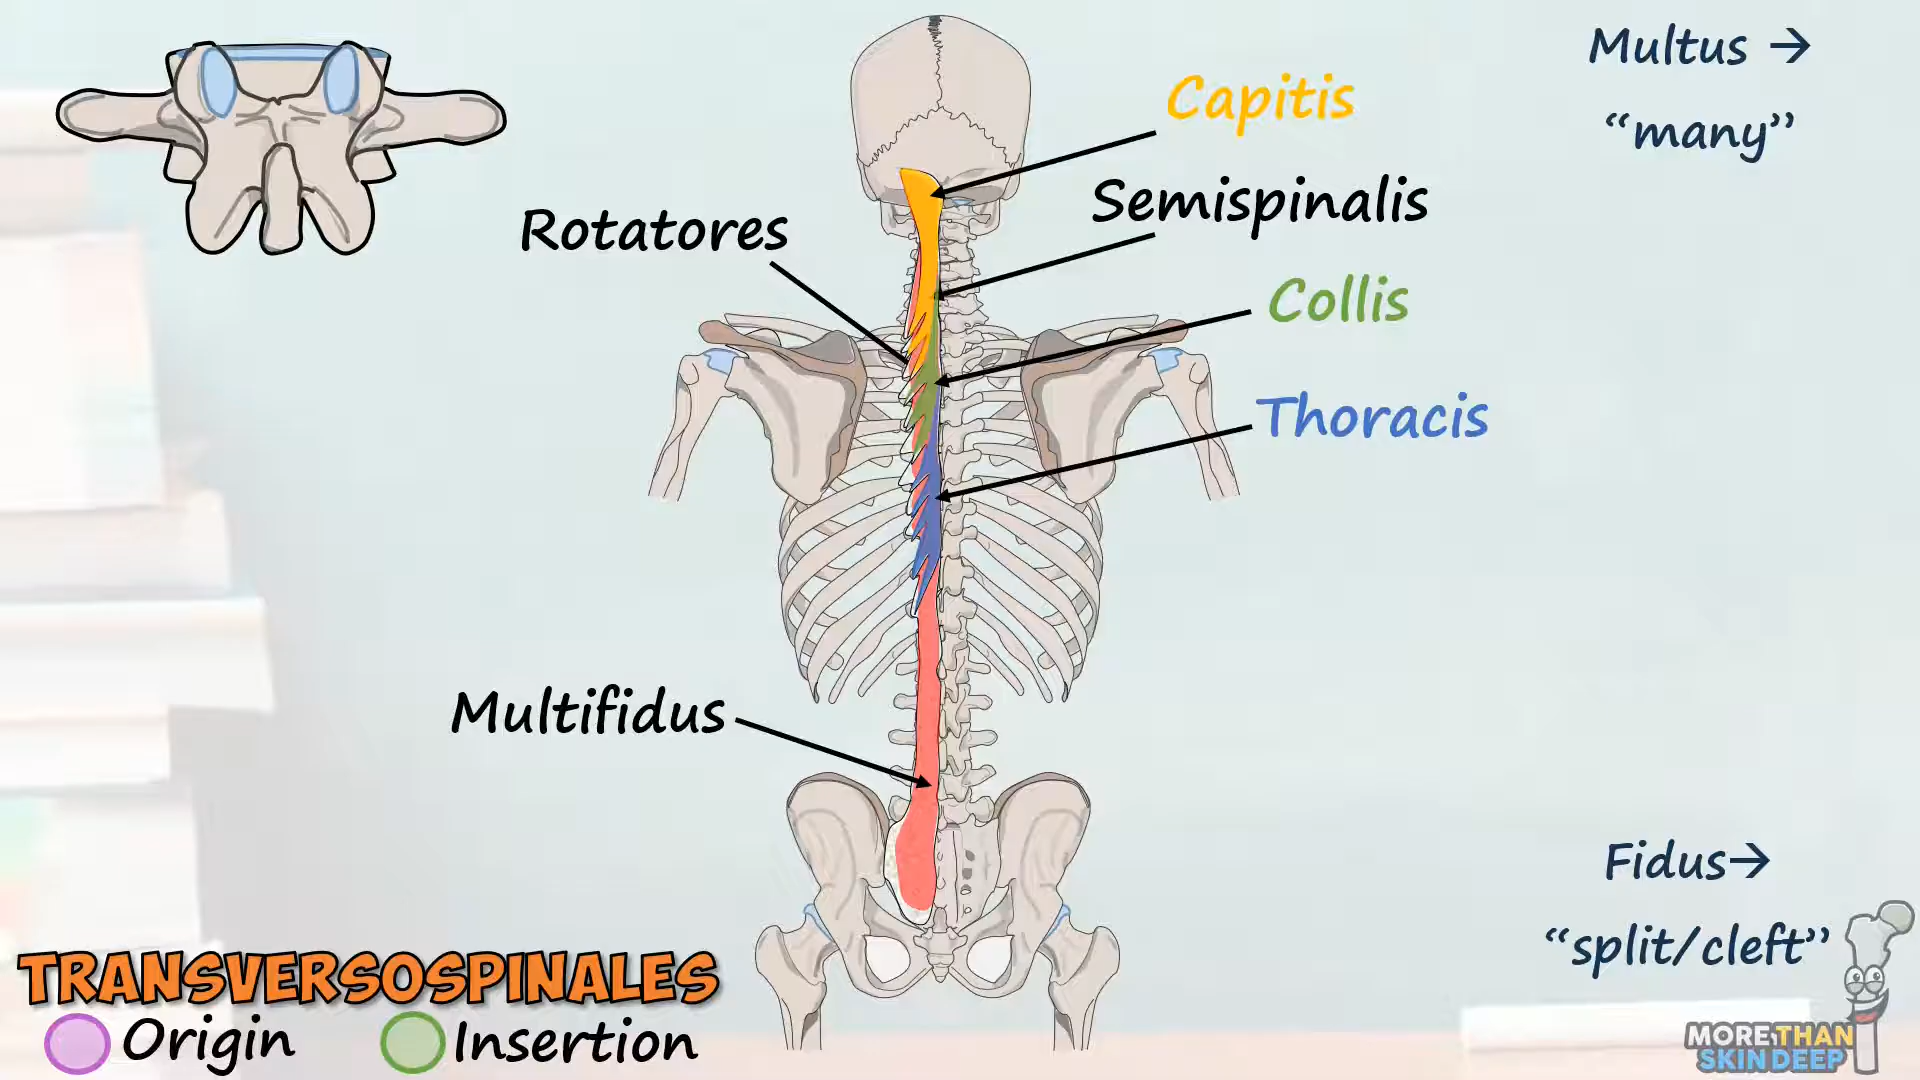 Multus →
"many"
Capitis
Semispinalis
Rotatores
Collis
Thoracis
Multifidus
Fidus→
"split/cleft"
TRANSVERSOSPINALES
Origin
Insertion
MORE THAN
SKIN DEEP